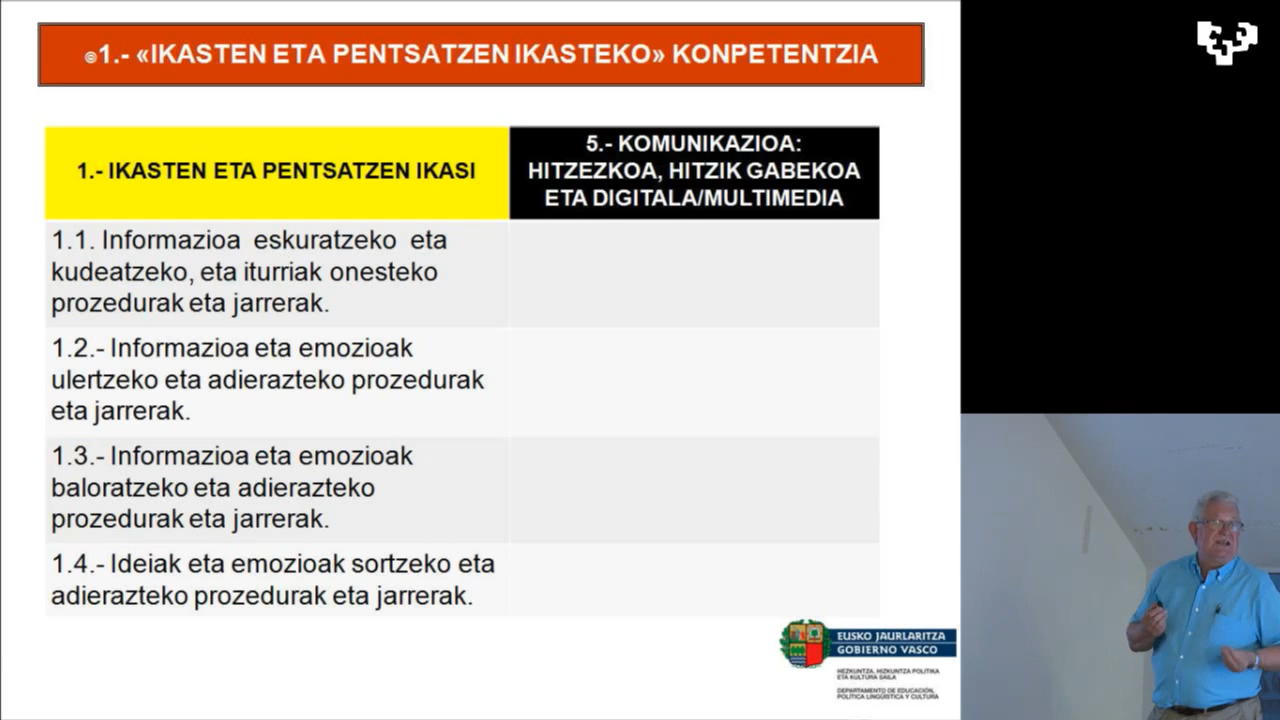 1.- «IKASTEN ETA PENTSATZEN IKASTEKO» KONPETENTZIA
1.- IKASTEN ETA PENTSATZEN IKASI
5.- KOMUNIKAZIOA:
HITZEZKOA, HITZIK GABEKOA
ETA DIGITALA/MULTIMEDIA
1.1. Informazioa eskuratzeko eta
kudeatzeko, eta iturriak onesteko
prozedurak eta jarrerak.
1.2.- Informazioa eta emozioak
ulertzeko eta adierazteko prozedurak
eta jarrerak.
1.3.- Informazioa eta emozioak
baloratzeko eta adierazteko
prozedurak eta jarrerak.
1.4.- Ideiak eta emozioak sortzeko eta
adierazteko prozedurak eta jarrerak.
EUSKO JAURLARITZA
GOBIERNO VASCO
HEZKUNTZA, HIZKUNTZA POLITIKA
ETA KULTURA SAILA
DEPARTAMENTO DE EDUCACIÓN,
POLÍTICA LINGÜÍSTICA Y CULTURA